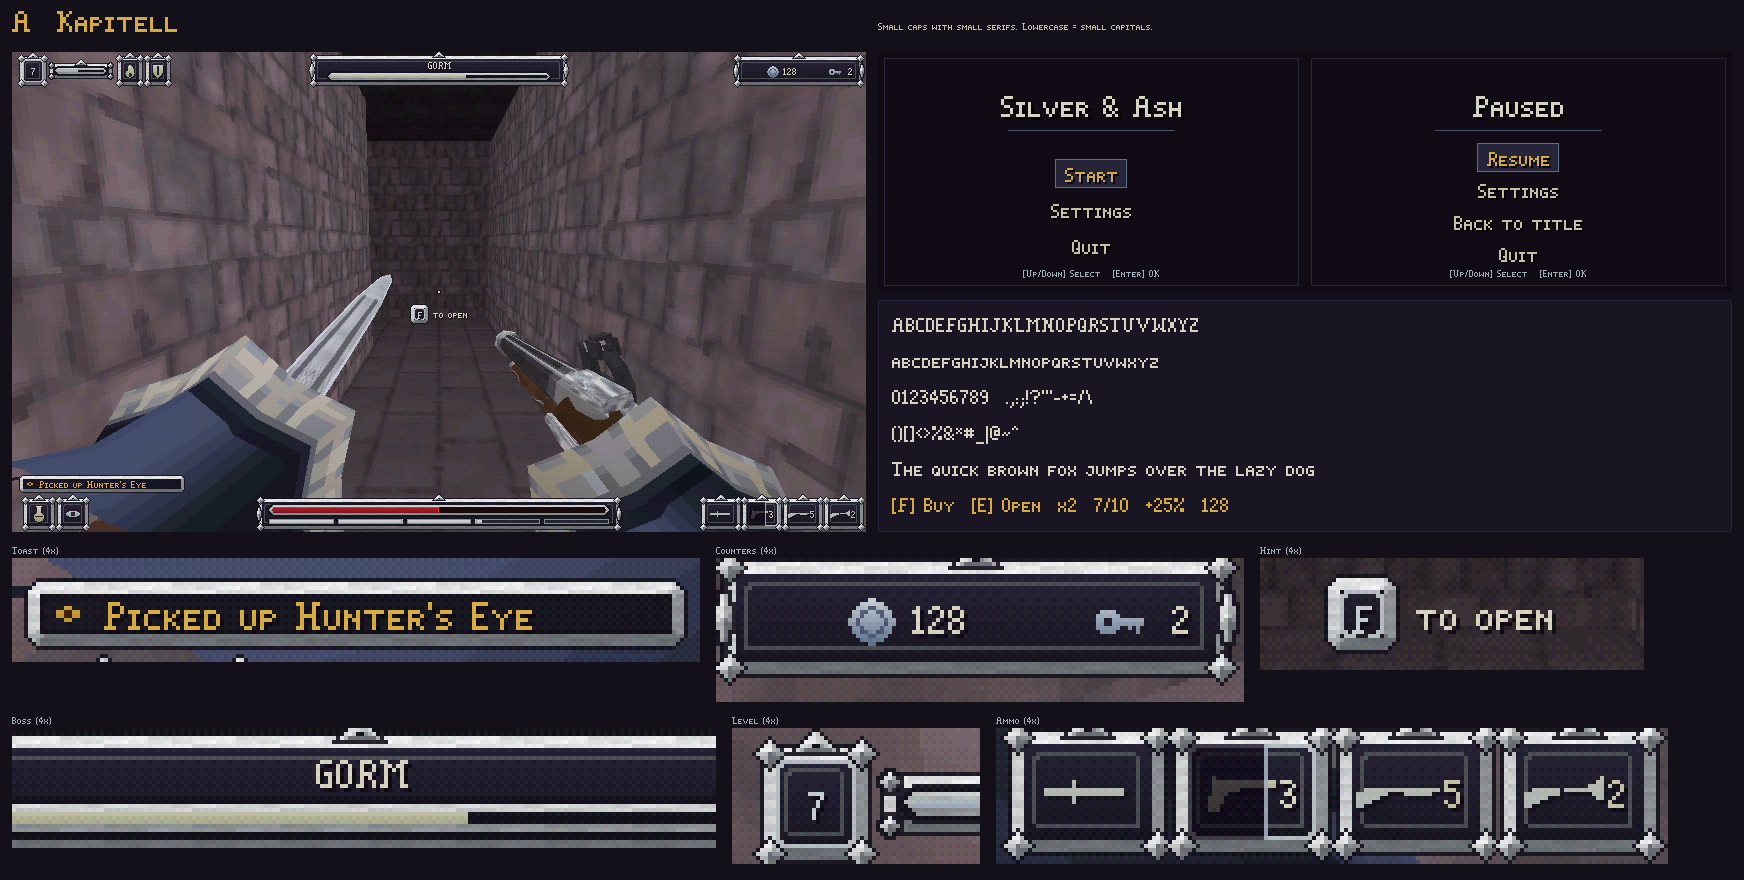 A Kapitell
Small caps with small serifs. Lowercase = small capitals.
7
GORM
128 2
F to open
Picked up Hunter's Eye
3 5 2
Silver & Ash
Start
Settings
Quit
[Up/Down] Select [Enter] OK
Paused
Resume
Settings
Back to title
Quit
[Up/Down] Select [Enter] OK
ABCDEFGHIJKLMNOPQRSTUVWXYZ
abcdefghijklmnopqrstuvwxyz
0123456789 .,:;!?"'-+=/\
()[]<>%&*#_|@~^
The quick brown fox jumps over the lazy dog
[F] Buy [E] Open x2 7/10 +25% 128
Toast (4x)
Picked up Hunter's Eye
Counters (4x)
128 2
Hint (4x)
F to open
Boss (4x)
GORM
Level (4x)
7
Ammo (4x)
3 5 2